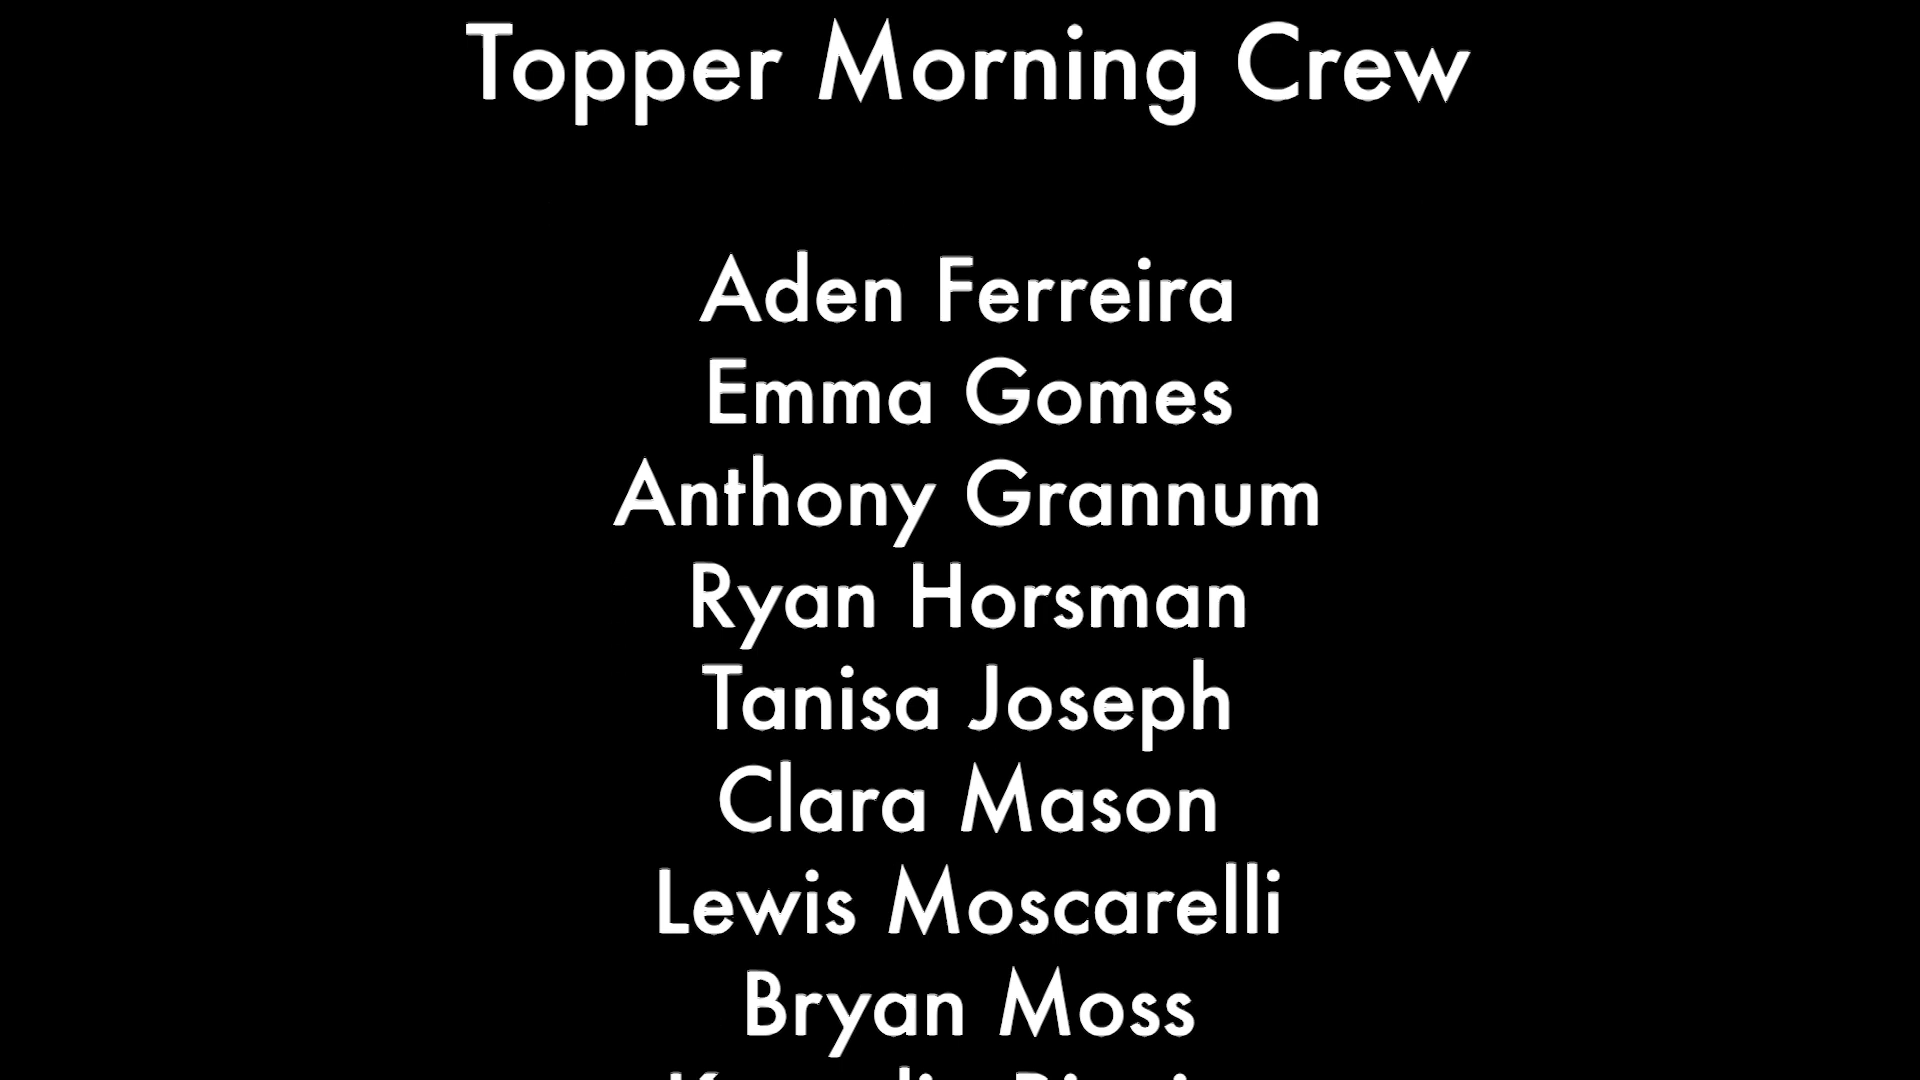 Topper Morning Crew
Aden Ferreira
Emma Gomes
Anthony Grannum
Ryan Horsman
Tanisa Joseph
Clara Mason
Lewis Moscarelli
Bryan Moss